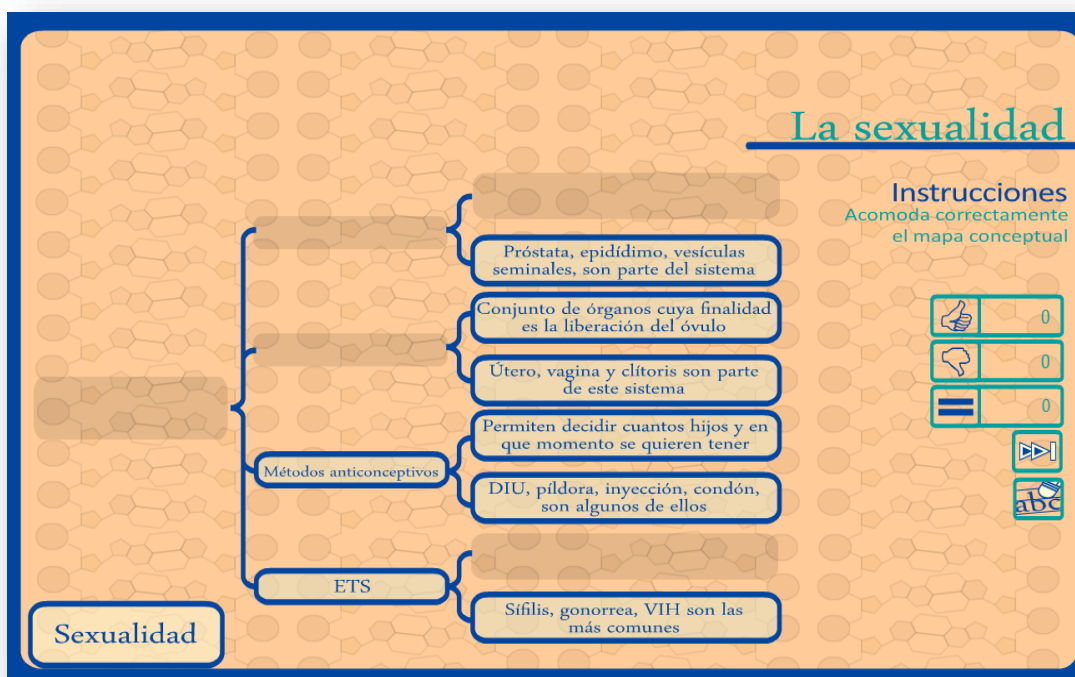 La sexualidad
Instrucciones
Acomoda correctamente
el mapa conceptual
Próstata, epidídimo, vesículas
seminales, son parte del sistema
Conjunto de órganos cuya finalidad
es la liberación del óvulo
0
0
Útero, vagina y clítoris son parte
de este sistema
0
Permiten decidir cuantos hijos y en
que momento se quieren tener
Métodos anticonceptivos
DIU, píldora, inyección, condón,
son algunos de ellos
abc
ETS
Sífilis, gonorrea, VIH son las
más comunes
Sexualidad